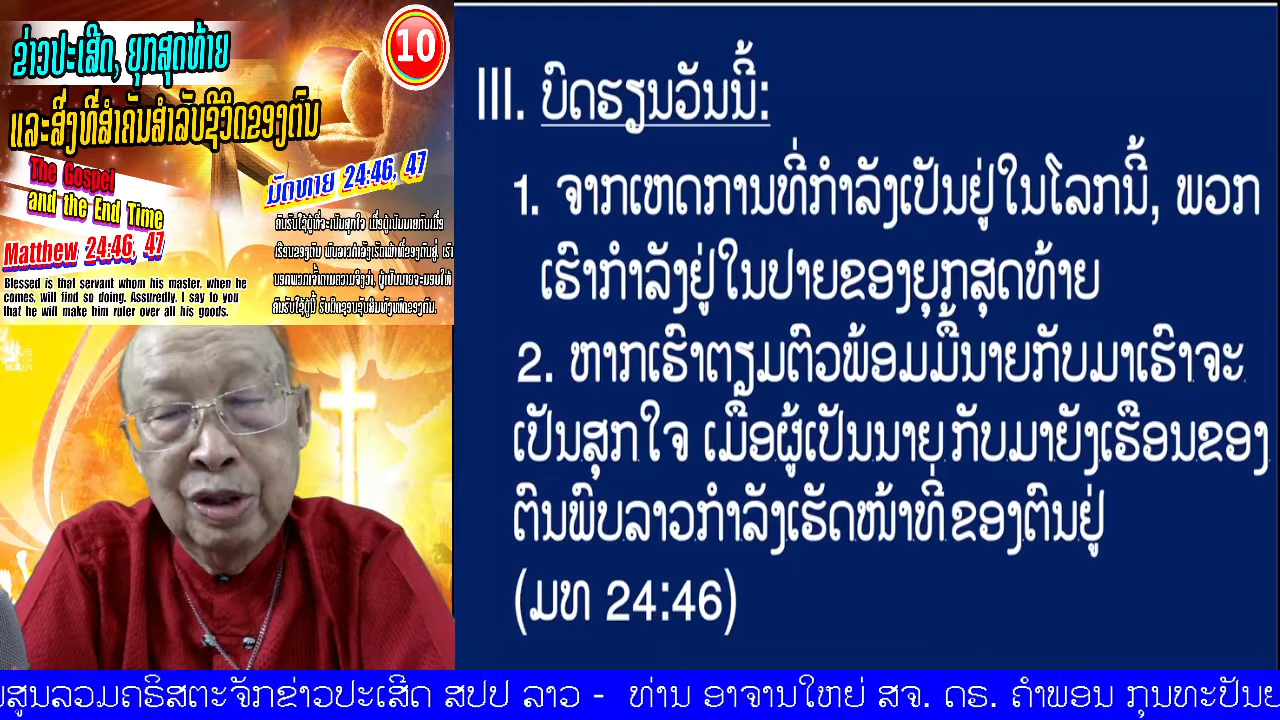 ຂ່າວປະເສີດ, ຍຸກສຸດທ້າຍ
ແລະສິ່ງທີ່ສຳຄັນສຳລັບຊີວິດຂອງຕົນ
10
The Gospel
and the End Time
Matthew 24:46, 47
Blessed is that servant whom his master, when he
comes, will find so doing. Assuredly, I say to you
that he will make him ruler over all his goods.
ມັດທາຍ 24:46, 47
III. ບົດຮຽນວັນນີ້:
1. ຈາກເຫດການທີ່ກຳລັງເປັນຢູ່ໃນໂລກນີ້, ພວກ
ເຮົາກຳລັງຢູ່ໃນປາຍຂອງຍຸກສຸດທ້າຍ
2. ຫາກເຮົາຕຽມຕົວພ້ອມມື້ນາຍກັບມາເຮົາຈະ
ເປັນສຸກໃຈ ເມື່ອຜູ້ເປັນນາຍກັບມາຍັງເຮືອນຂອງ
ຕົນພົບລາວກຳລັງເຮັດໜ້າທີ່ຂອງຕົນຢູ່
(ມທ 24:46)
ສູນລວມຄຣິສຕະຈັກຂ່າວປະເສີດ ສປປ ລາວ - ທ່ານ ອາຈານໃຫຍ່ ສຈ. ດຣ. ຄຳພອນ ກຸນທະປັນຍ